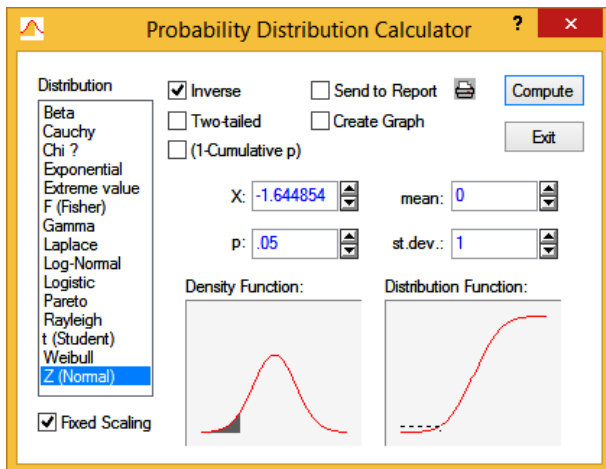 Probability Distribution Calculator ? ×
Distribution
Beta
Cauchy
Chi ?
Exponential
Extreme value
F (Fisher)
Gamma
Laplace
Log-Normal
Logistic
Pareto
Rayleigh
t (Student)
Weibull
Z (Normal)
Fixed Scaling
Inverse Send to Report Compute
Two-tailed Create Graph Exit
(1-Cumulative p)
X: -1.644854 mean: 0
p: .05 st.dev.: 1
Density Function: Distribution Function: